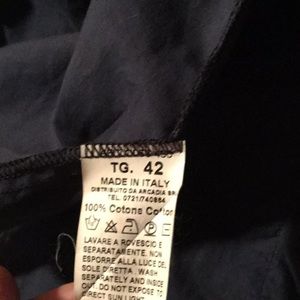 TG. 42
MADE IN ITALY
DISTRIBUITO DA ARCADIA SR
TEL. 0721/740864
100% Cotone Cotton
LAVARE A ROVESCIO E
SEPARATAMENTE. NON
ESPORRE ALLA LUCE DEL
SOLE DIRETTA. WASH
SEPARATELY AND INSIDE
OUT. DO NOT EXPOSE TO
DIRECT SUN LIGHT